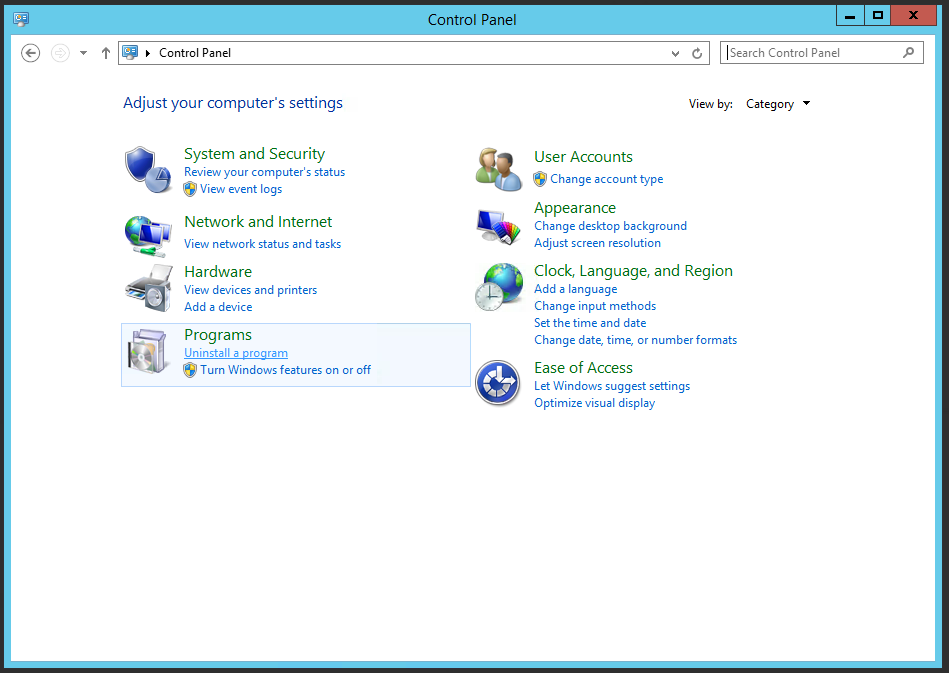 Control Panel
Control Panel
Search Control Panel
Adjust your computer's settings
View by: Category
System and Security
Review your computer's status
View event logs
Network and Internet
View network status and tasks
Hardware
View devices and printers
Add a device
Programs
Uninstall a program
Turn Windows features on or off
User Accounts
Change account type
Appearance
Change desktop background
Adjust screen resolution
Clock, Language, and Region
Add a language
Change input methods
Set the time and date
Change date, time, or number formats
Ease of Access
Let Windows suggest settings
Optimize visual display